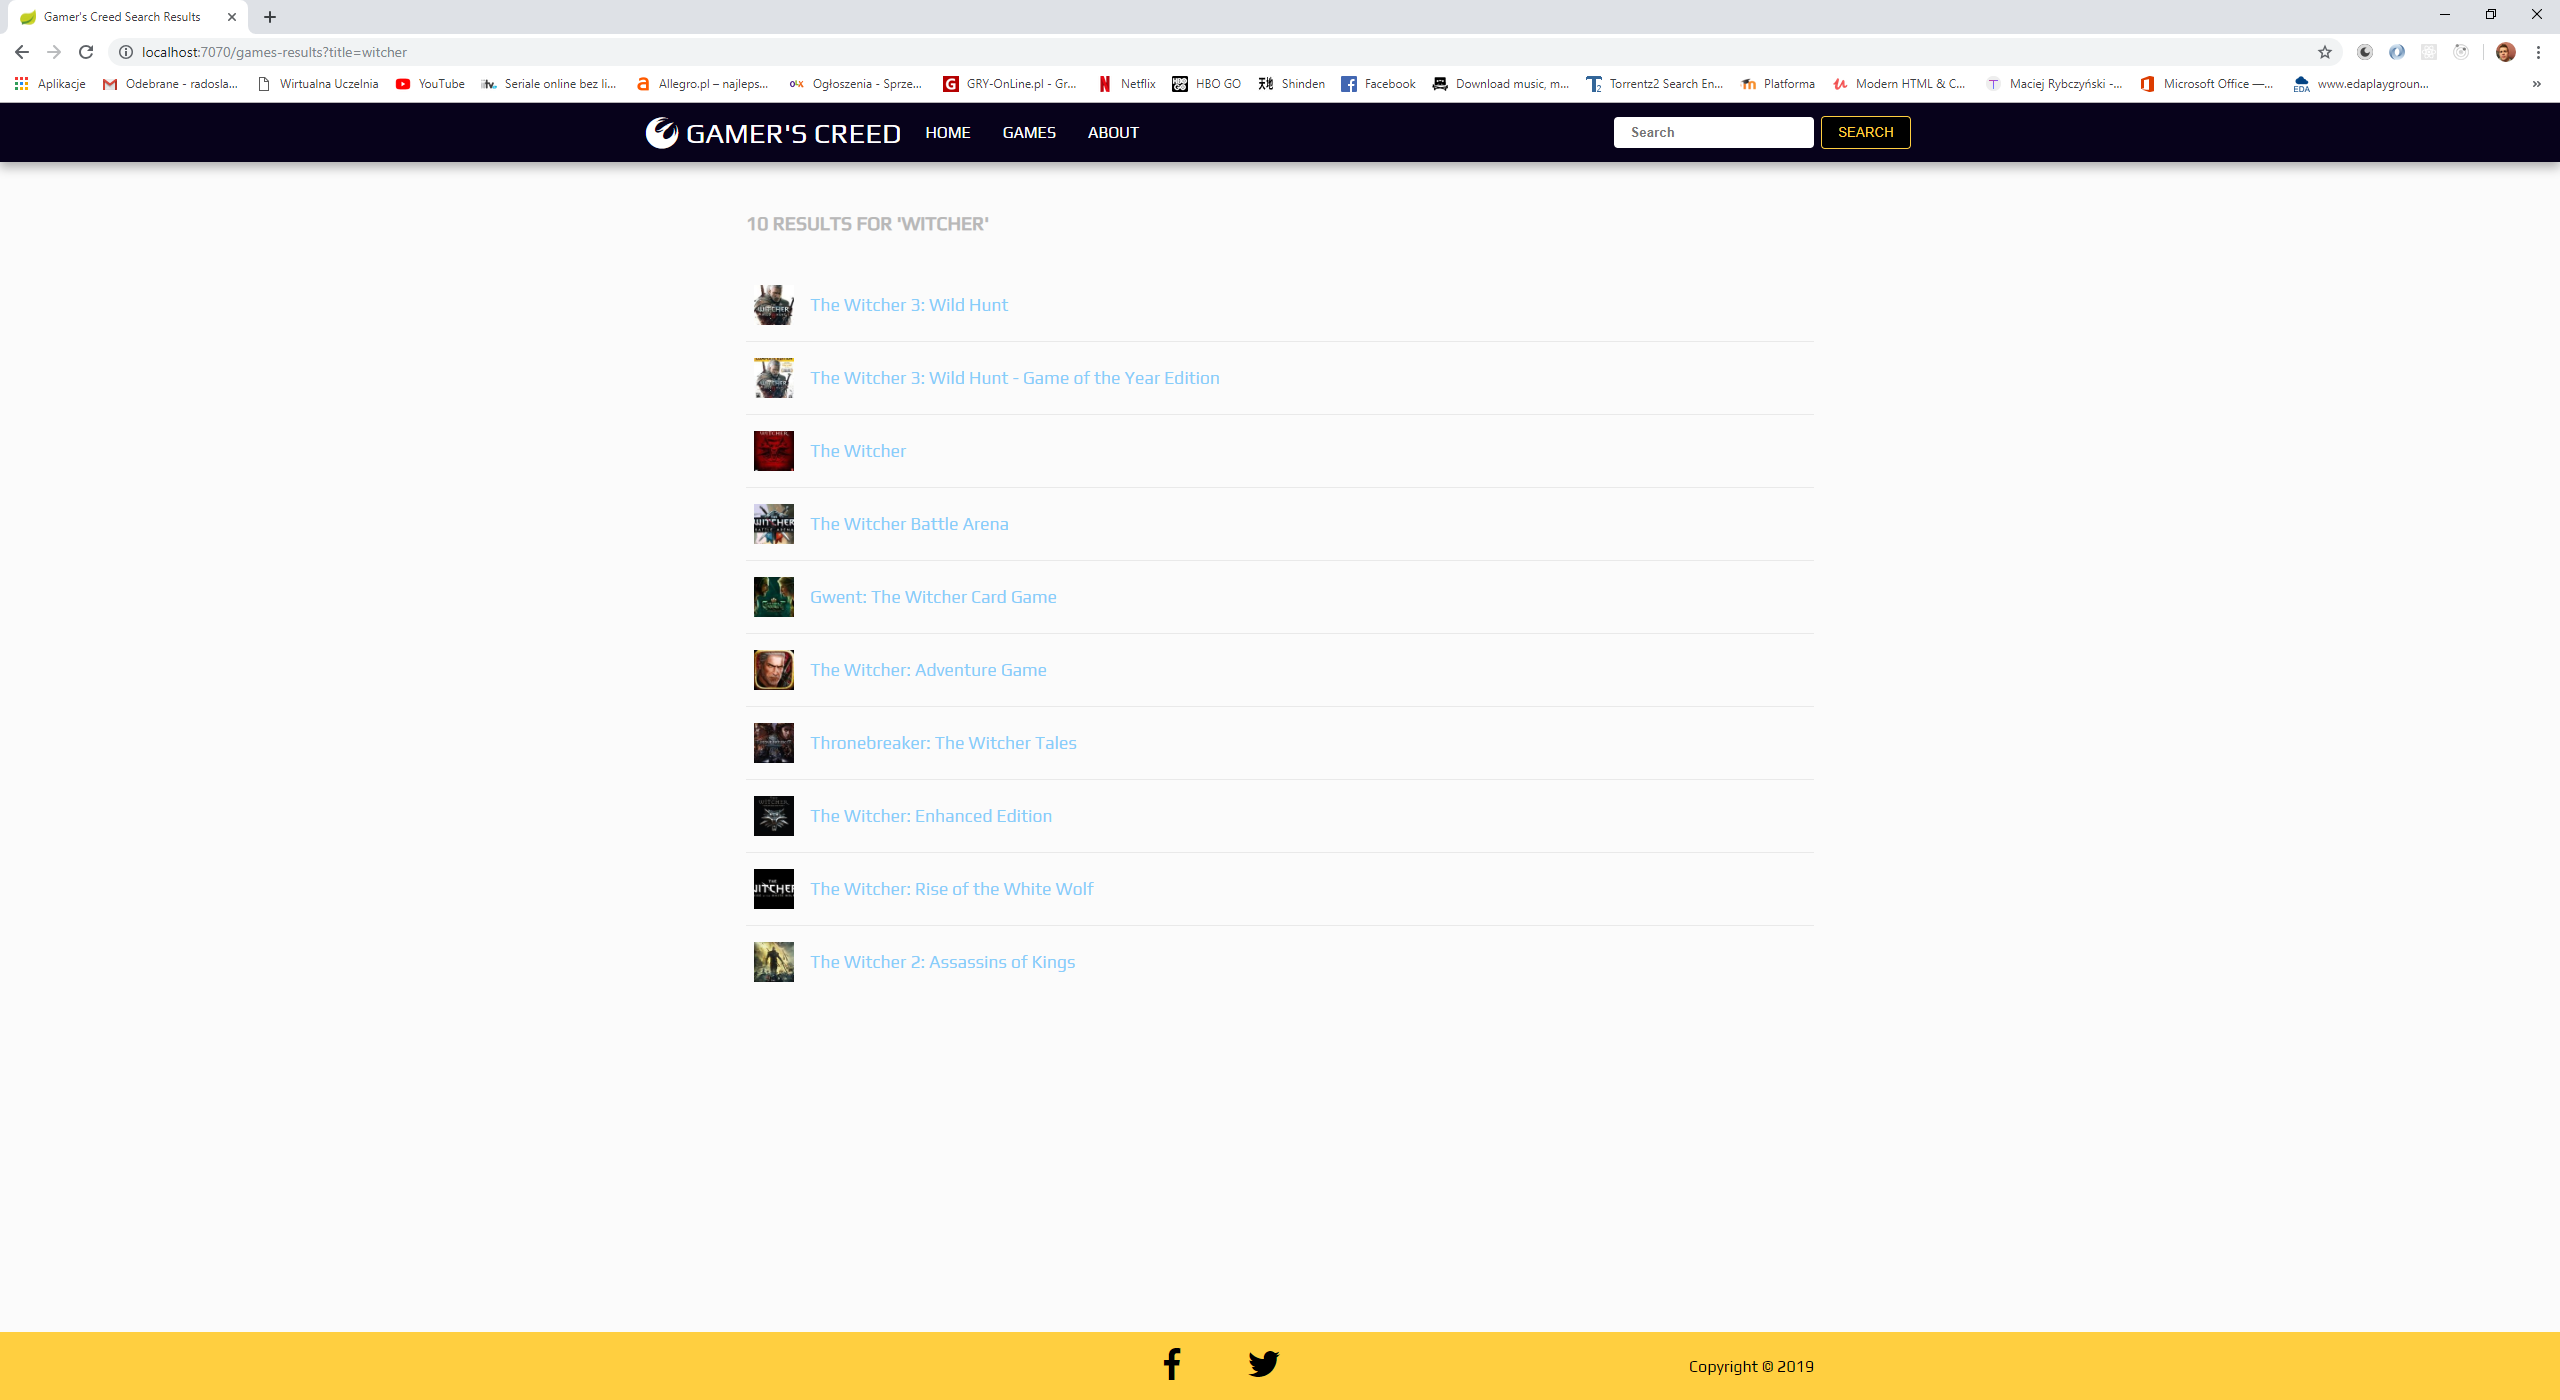 Gamer's Creed Search Results
localhost:7070/games-results?title=witcher
Aplikacje Odebrane - radosla... Wirtualna Uczelnia YouTube Seriale online bez li... Allegro.pl – najleps... Ogłoszenia - Sprze... GRY-OnLine.pl - Gr... Netflix HBO GO Shinden Facebook Download music, m... Torrentz2 Search En... Platforma Modern HTML & C... Maciej Rybczyński -... Microsoft Office —... www.edaplaygroun... »
GAMER'S CREED HOME GAMES ABOUT Search SEARCH
10 RESULTS FOR 'WITCHER'
The Witcher 3: Wild Hunt
The Witcher 3: Wild Hunt - Game of the Year Edition
The Witcher
The Witcher Battle Arena
Gwent: The Witcher Card Game
The Witcher: Adventure Game
Thronebreaker: The Witcher Tales
The Witcher: Enhanced Edition
The Witcher: Rise of the White Wolf
The Witcher 2: Assassins of Kings
Copyright © 2019